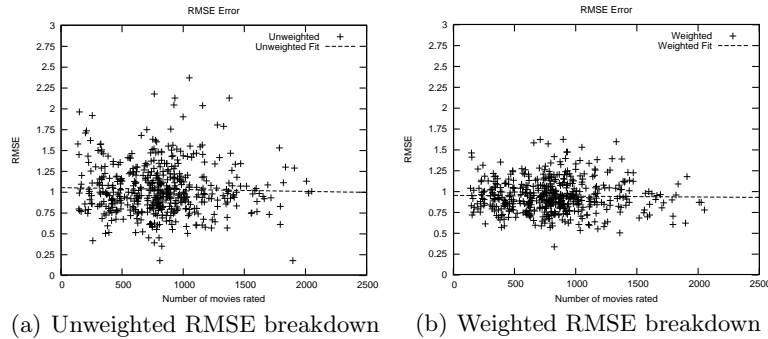 RMSE Error
3
2.75
2.5
2.25
2
1.75
1.5
1.25
1
0.75
0.5
0.25
0
RMSE
Unweighted
Unweighted Fit
0 500 1000 1500 2000 2500
Number of movies rated
(a) Unweighted RMSE breakdown
RMSE Error
3
2.75
2.5
2.25
2
1.75
1.5
1.25
1
0.75
0.5
0.25
0
RMSE
Weighted
Weighted Fit
0 500 1000 1500 2000 2500
Number of movies rated
(b) Weighted RMSE breakdown